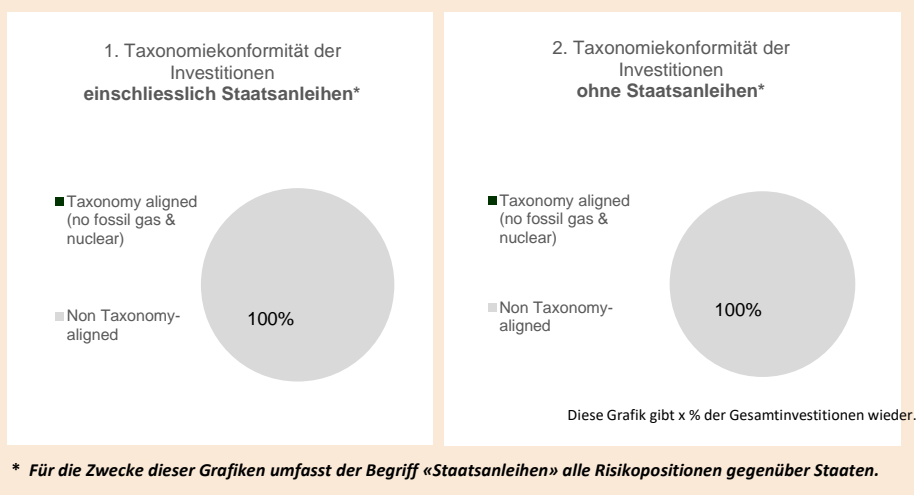 1. Taxonomiekonformität der
Investitionen
einschliesslich Staatsanleihen*
Taxonomy aligned
(no fossil gas &
nuclear)
Non Taxonomy-
aligned
100%
2. Taxonomiekonformität der
Investitionen
ohne Staatsanleihen*
Taxonomy aligned
(no fossil gas &
nuclear)
Non Taxonomy-
aligned
100%
Diese Grafik gibt x % der Gesamtinvestitionen wieder.
* Für die Zwecke dieser Grafiken umfasst der Begriff «Staatsanleihen» alle Risikopositionen gegenüber Staaten.